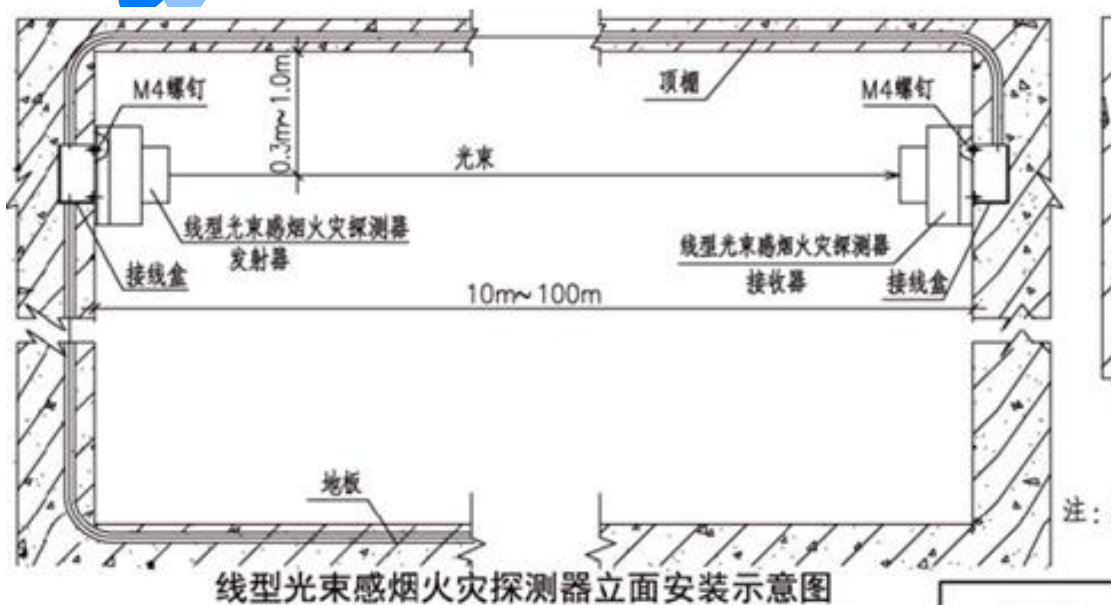 M4螺钉
0.3m~1.0m
顶棚
M4螺钉
光束
线型光束感烟火灾探测器
发射器
接线盒
线型光束感烟火灾探测器
接收器
接线盒
10m~100m
地板
注:
线型光束感烟火灾探测器立面安装示意图